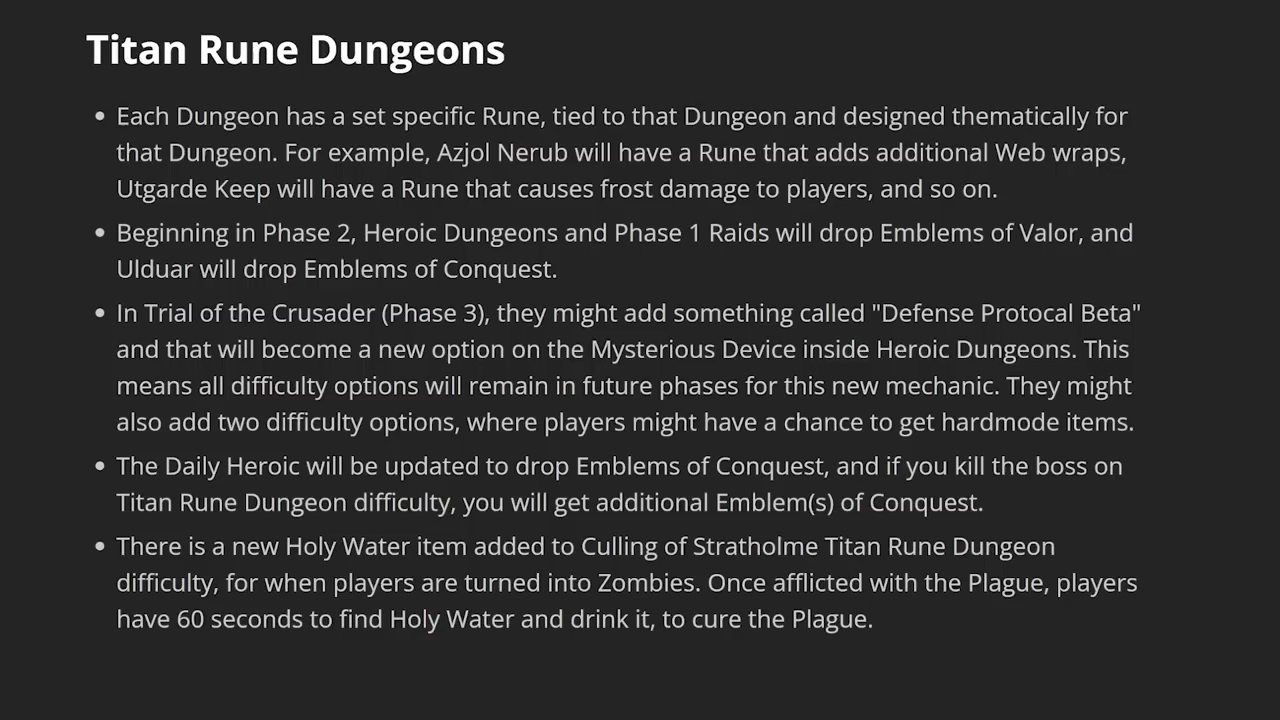 Titan Rune Dungeons
• Each Dungeon has a set specific Rune, tied to that Dungeon and designed thematically for
that Dungeon. For example, Azjol Nerub will have a Rune that adds additional Web wraps,
Utgarde Keep will have a Rune that causes frost damage to players, and so on.
• Beginning in Phase 2, Heroic Dungeons and Phase 1 Raids will drop Emblems of Valor, and
Ulduar will drop Emblems of Conquest.
• In Trial of the Crusader (Phase 3), they might add something called "Defense Protocal Beta"
and that will become a new option on the Mysterious Device inside Heroic Dungeons. This
means all difficulty options will remain in future phases for this new mechanic. They might
also add two difficulty options, where players might have a chance to get hardmode items.
• The Daily Heroic will be updated to drop Emblems of Conquest, and if you kill the boss on
Titan Rune Dungeon difficulty, you will get additional Emblem(s) of Conquest.
• There is a new Holy Water item added to Culling of Stratholme Titan Rune Dungeon
difficulty, for when players are turned into Zombies. Once afflicted with the Plague, players
have 60 seconds to find Holy Water and drink it, to cure the Plague.